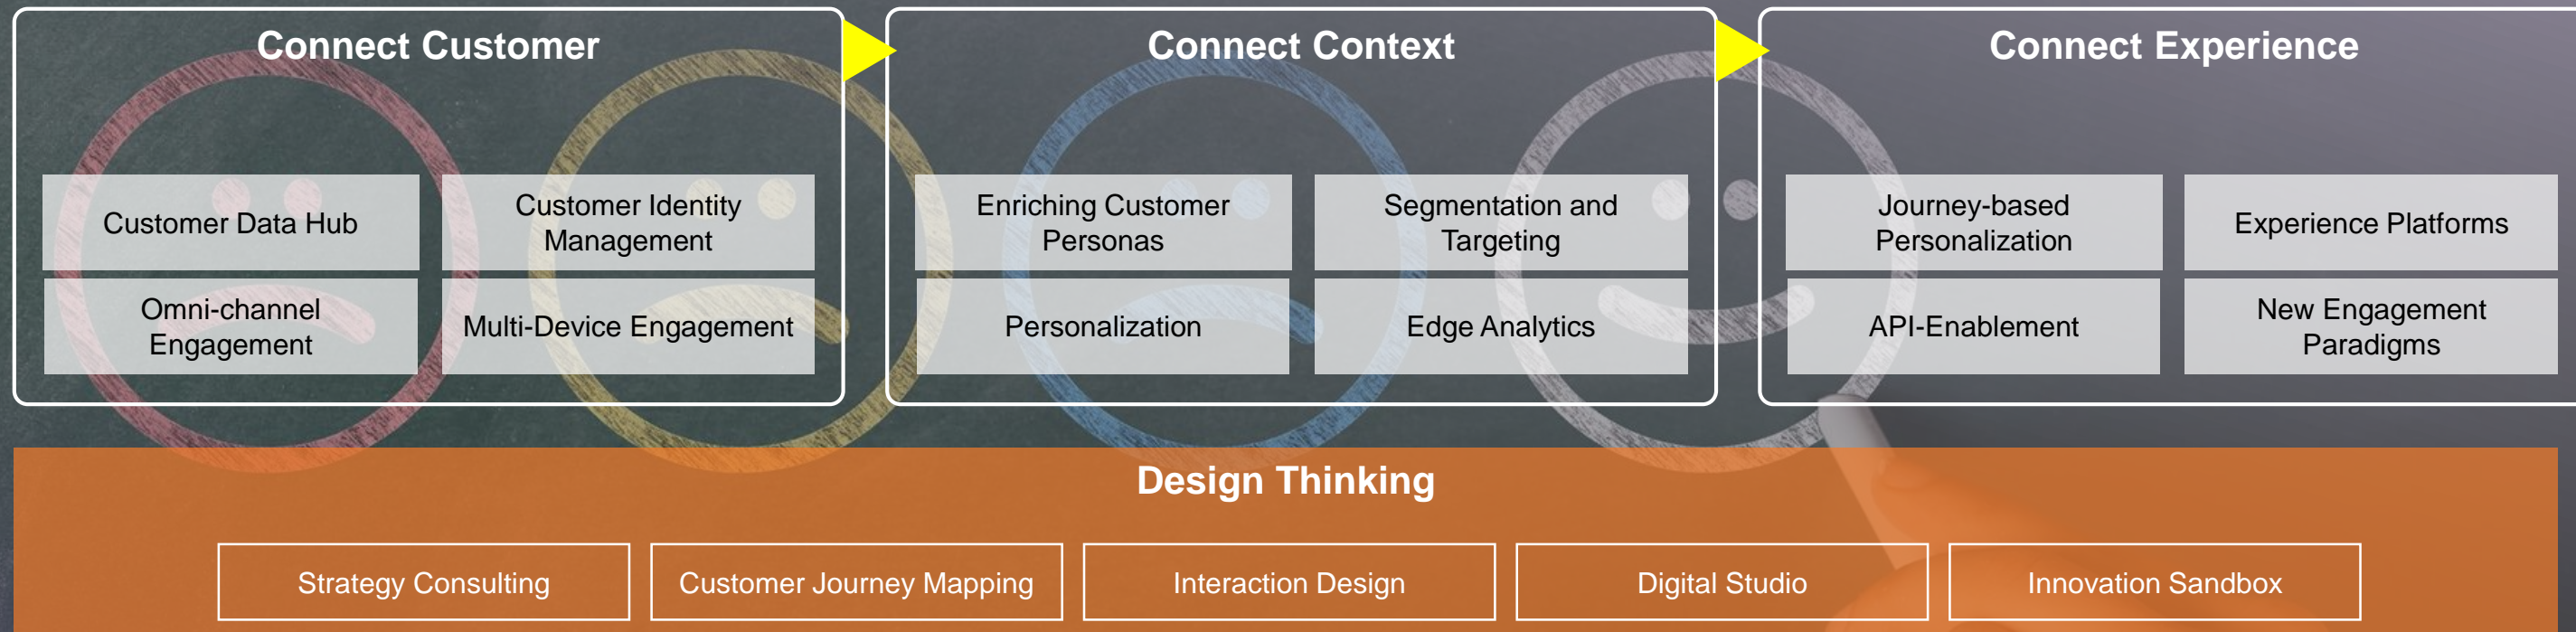 Connect Customer
Connect Context
Connect Experience
Customer Data Hub
Customer Identity
Management
Enriching Customer
Personas
Segmentation and
Targeting
Journey-based
Personalization
Experience Platforms
Omni-channel
Engagement
Multi-Device Engagement
Personalization
Edge Analytics
API-Enablement
New Engagement
Paradigms
Design Thinking
Strategy Consulting
Customer Journey Mapping
Interaction Design
Digital Studio
Innovation Sandbox